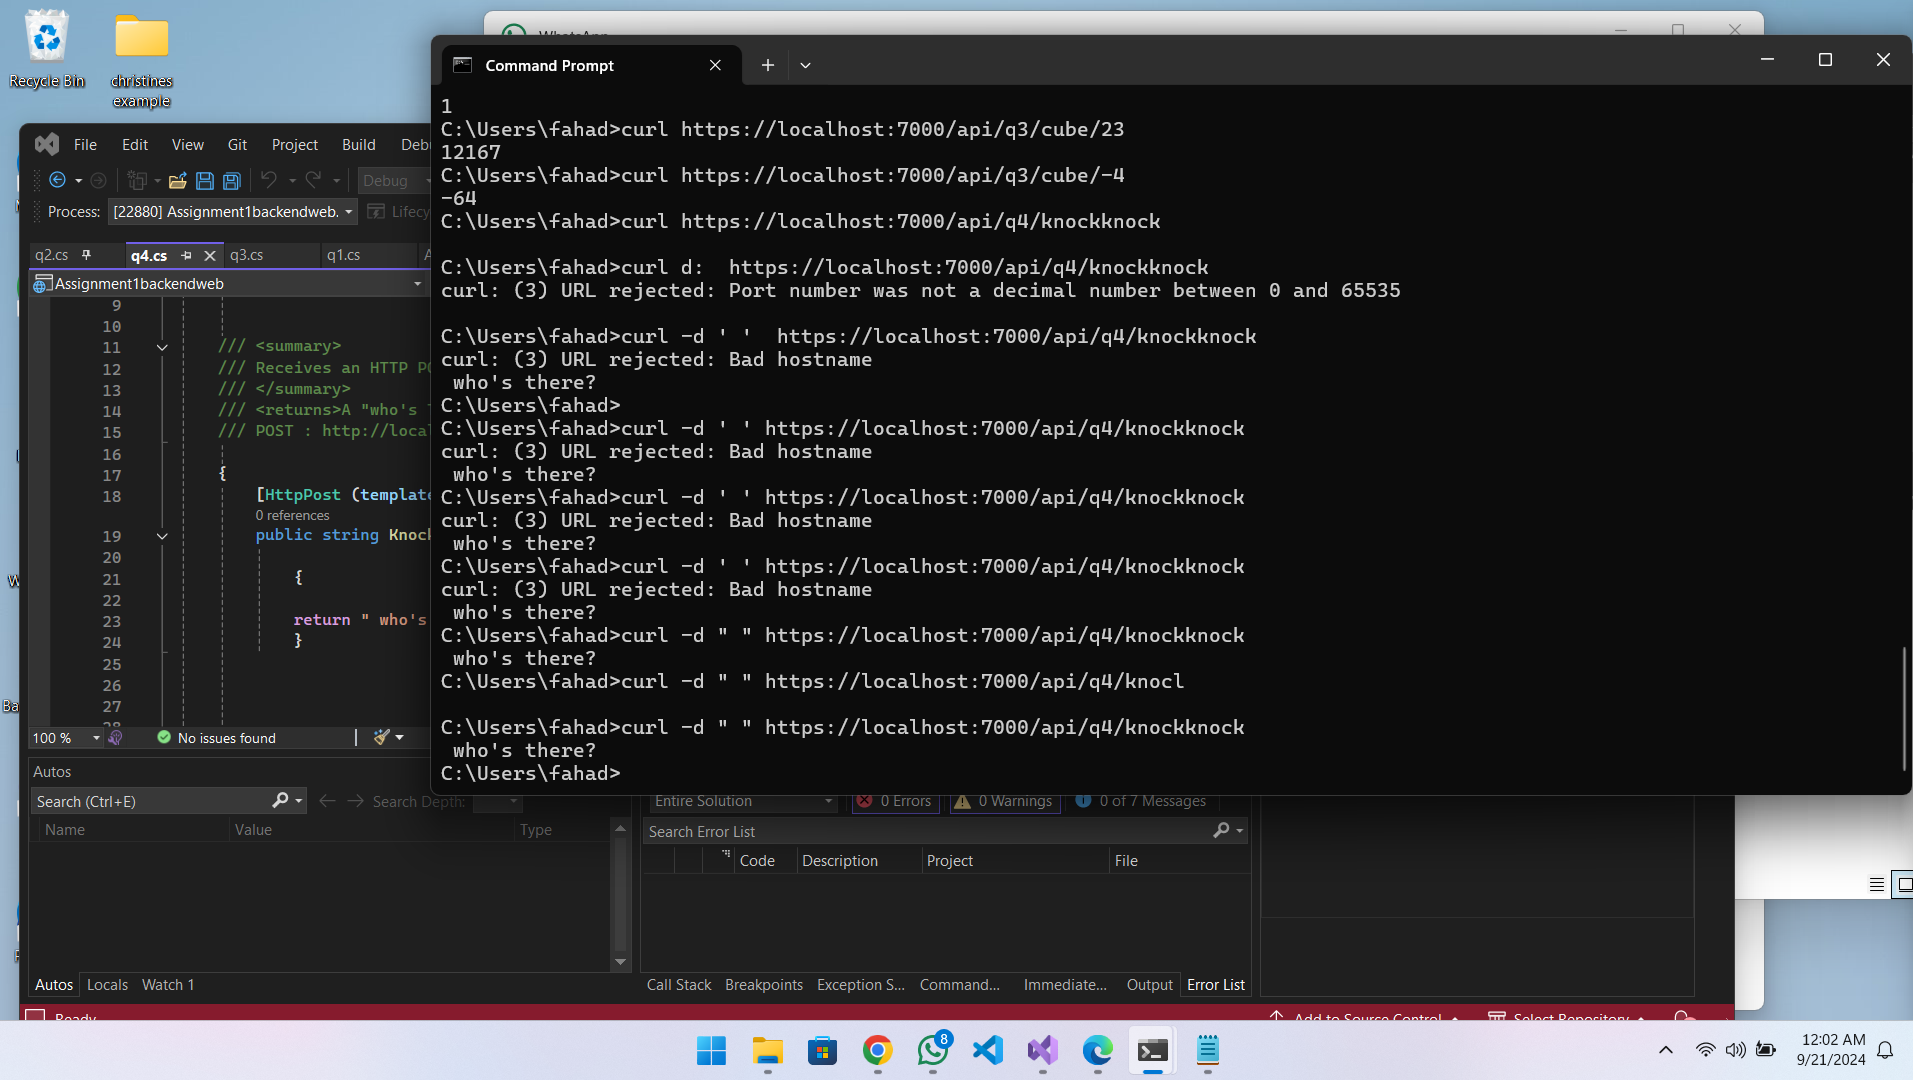 Recycle Bin
christines example
WhatsApp
Command Prompt
1
C:\Users\fahad>curl https://localhost:7000/api/q3/cube/23
12167
C:\Users\fahad>curl https://localhost:7000/api/q3/cube/-4
-64
C:\Users\fahad>curl https://localhost:7000/api/q4/knockknock
C:\Users\fahad>curl d:  https://localhost:7000/api/q4/knockknock
curl: (3) URL rejected: Port number was not a decimal number between 0 and 65535
C:\Users\fahad>curl -d ' '  https://localhost:7000/api/q4/knockknock
curl: (3) URL rejected: Bad hostname
 who's there?
C:\Users\fahad>
C:\Users\fahad>curl -d ' ' https://localhost:7000/api/q4/knockknock
curl: (3) URL rejected: Bad hostname
 who's there?
C:\Users\fahad>curl -d ' ' https://localhost:7000/api/q4/knockknock
curl: (3) URL rejected: Bad hostname
 who's there?
C:\Users\fahad>curl -d ' ' https://localhost:7000/api/q4/knockknock
curl: (3) URL rejected: Bad hostname
 who's there?
C:\Users\fahad>curl -d " " https://localhost:7000/api/q4/knockknock
 who's there?
C:\Users\fahad>curl -d " " https://localhost:7000/api/q4/knocl
C:\Users\fahad>curl -d " " https://localhost:7000/api/q4/knockknock
 who's there?
C:\Users\fahad>
File Edit View Git Project Build Deb
Debug
Process: [22880] Assignment1backendweb. Lifecy
q2.cs q4.cs q3.cs q1.cs A
Assignment1backendweb
9
10
11 /// <summary>
12 /// Receives an HTTP PO
13 /// </summary>
14 /// <returns>A "who's
15 /// POST : http://local
16
17 {
18 [HttpPost (template
0 references
19 public string Knock
20
21 {
22
23 return " who's
24 }
25
26
27
28
100 % No issues found
Autos
Search (Ctrl+E) Search Depth:
Name Value Type
Autos Locals Watch 1
Entire Solution 0 Errors 0 Warnings 0 of 7 Messages
Search Error List
Code Description Project File
Call Stack Breakpoints Exception S... Command... Immediate... Output Error List
Ready Add to Source Control Select Repository
8
12:02 AM
9/21/2024